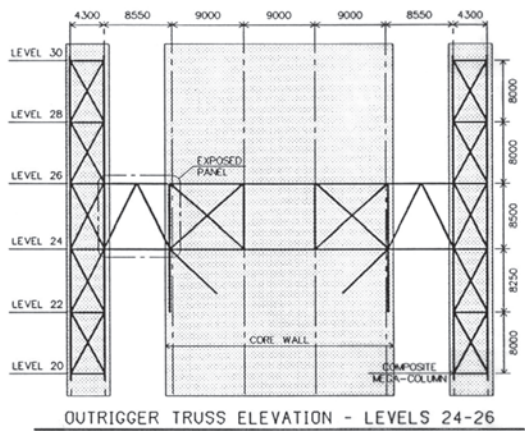 4300 8550 9000 9000 9000 8550 4300
LEVEL 30
8000
LEVEL 28
8000
EXPOSED
PANEL
LEVEL 26
8500
LEVEL 24
8250
LEVEL 22
CORE WALL
8000
LEVEL 20
COMPOSITE
MEGA-COLUMN
OUTRIGGER TRUSS ELEVATION - LEVELS 24-26